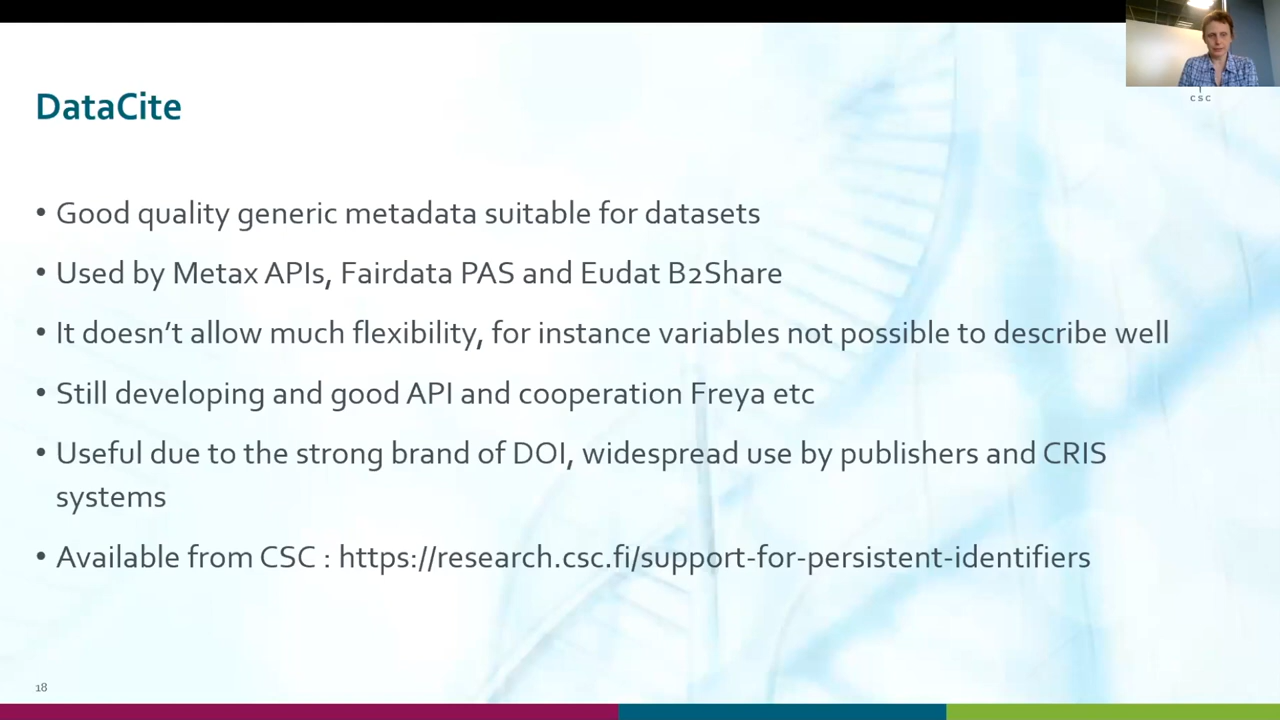 CSC
DataCite
• Good quality generic metadata suitable for datasets
• Used by Metax APIs, Fairdata PAS and Eudat B2Share
• It doesn't allow much flexibility, for instance variables not possible to describe well
• Still developing and good API and cooperation Freya etc
• Useful due to the strong brand of DOI, widespread use by publishers and CRIS
systems
• Available from CSC : https://research.csc.fi/support-for-persistent-identifiers
18